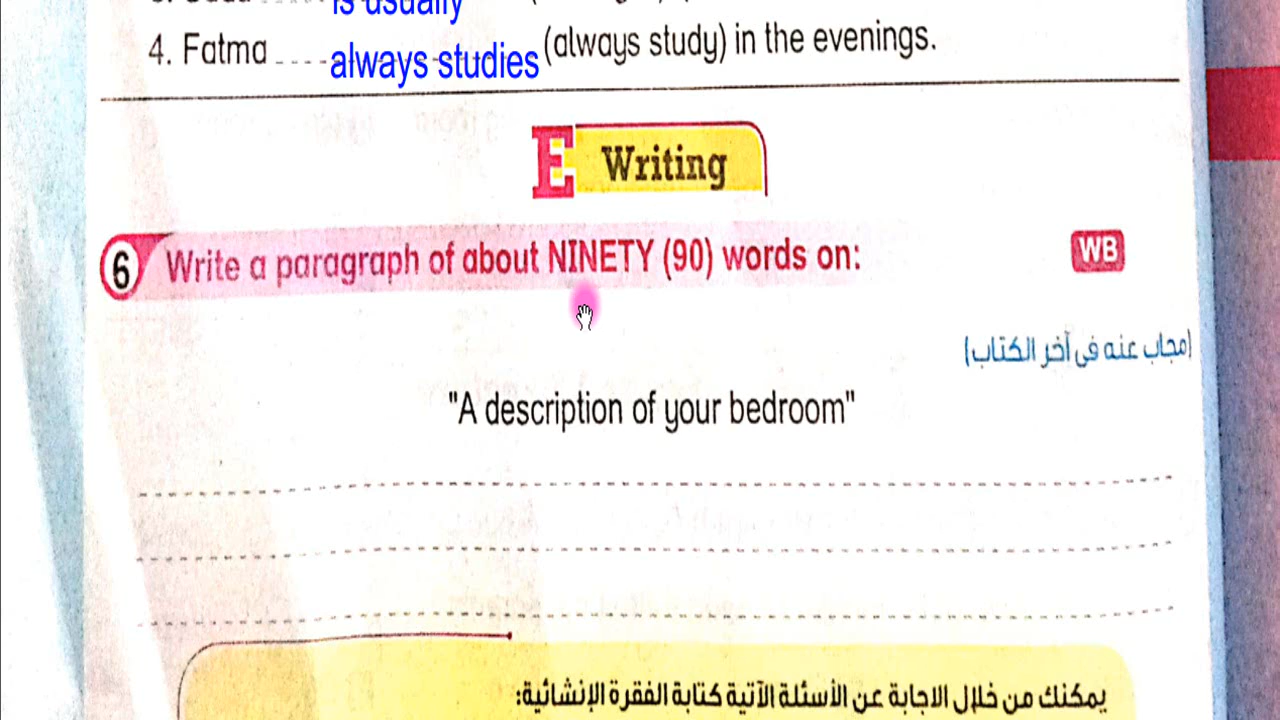 is usually
4. Fatma always studies (always study) in the evenings.
E Writing
6 Write a paragraph of about NINETY (90) words on: WB
(مجاب عنه في آخر الكتاب)
"A description of your bedroom"
يمكنك من خلال الاجابة عن الأسئلة الآتية كتابة الفقرة الإنشائية: